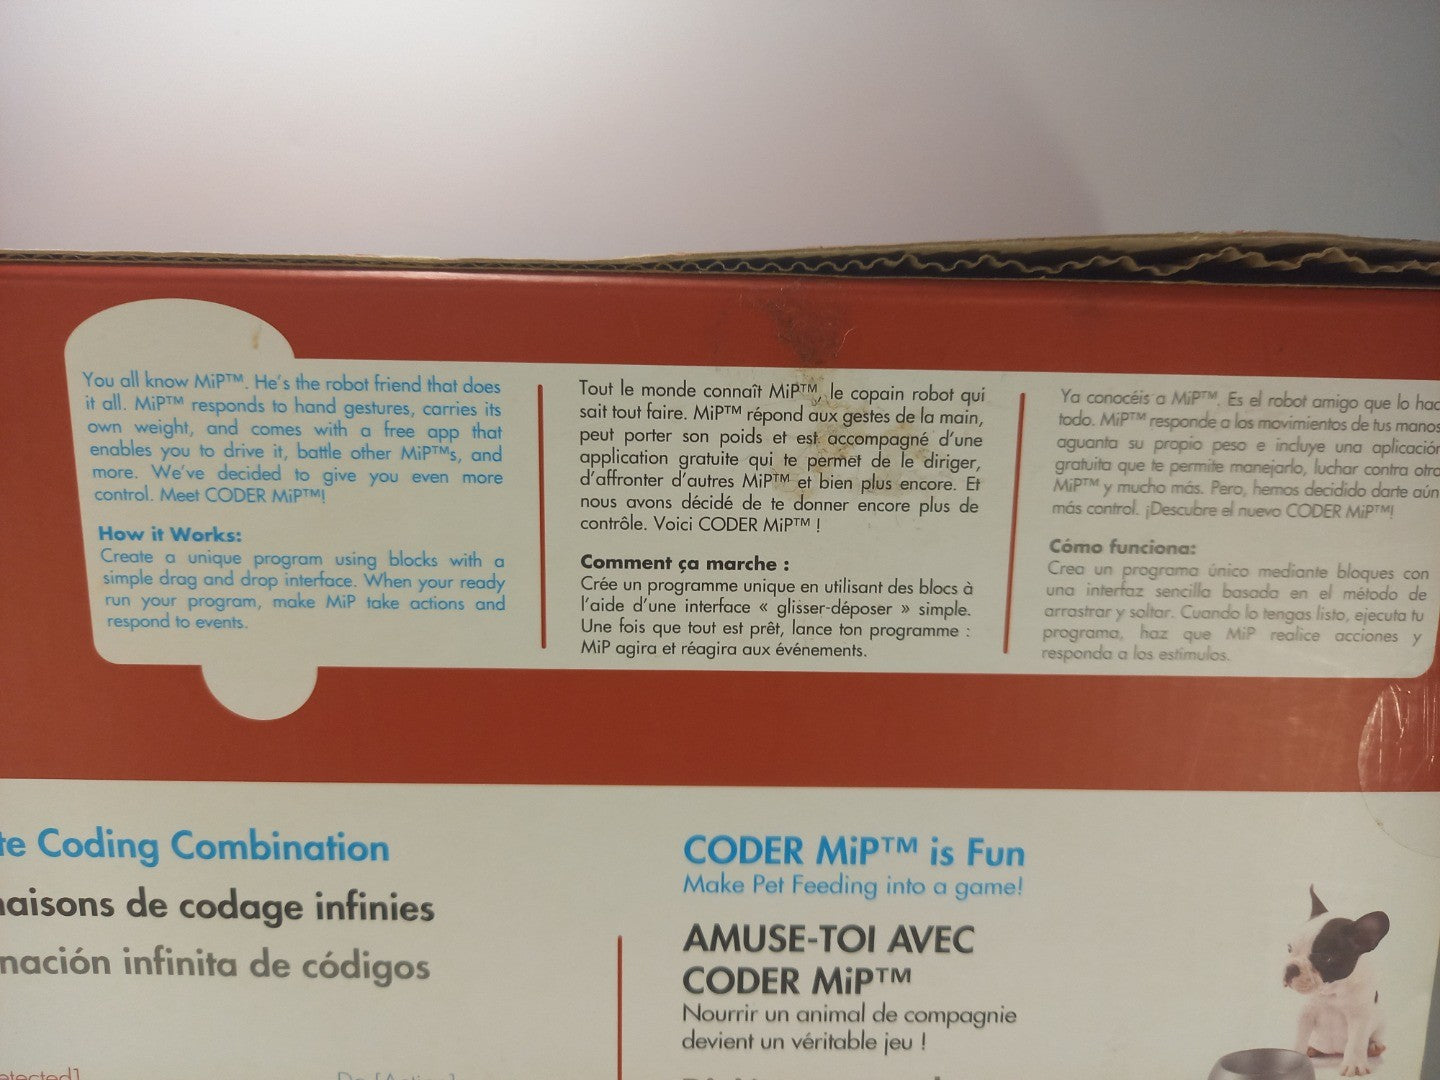 You all know MiP™. He's the robot friend that does
it all. MiP™ responds to hand gestures, carries its
own weight, and comes with a free app that
enables you to drive it, battle other MiP™s, and
more. We've decided to give you even more
control. Meet CODER MiP™!
How it Works:
Create a unique program using blocks with a
simple drag and drop interface. When your ready
run your program, make MiP take actions and
respond to events.
Tout le monde connaît MiP™, le copain robot qui
sait tout faire. MiP™ répond aux gestes de la main,
peut porter son poids et est accompagné d'une
application gratuite qui te permet de le diriger,
d'affronter d'autres MiP™ et bien plus encore. Et
nous avons décidé de te donner encore plus de
contrôle. Voici CODER MiP™ !
Comment ça marche :
Crée un programme unique en utilisant des blocs à
l'aide d'une interface « glisser-déposer » simple.
Une fois que tout est prêt, lance ton programme :
MiP agira et réagira aux événements.
Ya conocéis a MiP™. Es el robot amigo que lo hac
todo. MiP™ responde a los movimientos de tus manos
aguanta su propio peso e incluye una aplicación
gratuita que te permite manejarlo, luchar contra otro
MiP™ y mucho más. Pero, hemos decidido darte aún
más control. ¡Descubre el nuevo CODER MiP™!
Cómo funciona:
Crea un programa único mediante bloques con
una interfaz sencilla basada en el método de
arrastrar y soltar. Cuando lo tengas listo, ejecuta tu
programa, haz que MiP realice acciones y
responda a los estímulos.
te Coding Combination
naisons de codage infinies
nación infinita de códigos
CODER MiP™ is Fun
Make Pet Feeding into a game!
AMUSE-TOI AVEC
CODER MiP™
Nourrir un animal de compagnie
devient un véritable jeu !